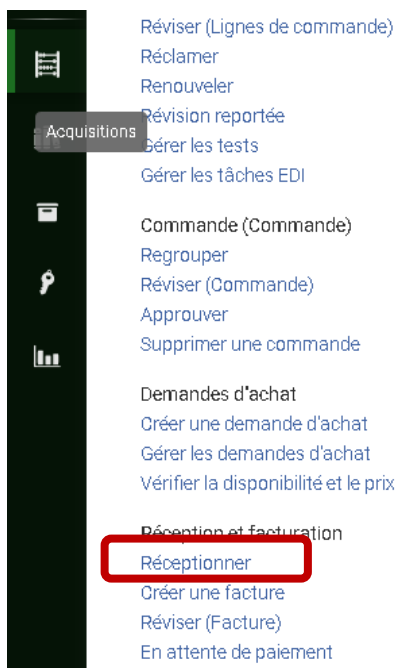 Réviser (Lignes de commande)
Réclamer
Renouveler
Révision reportée
Acquisitions
Gérer les tests
Gérer les tâches EDI
Commande (Commande)
Regrouper
Réviser (Commande)
Approuver
Supprimer une commande
Demandes d'achat
Créer une demande d'achat
Gérer les demandes d'achat
Vérifier la disponibilité et le prix
Réception et facturation
Réceptionner
Créer une facture
Réviser (Facture)
En attente de paiement